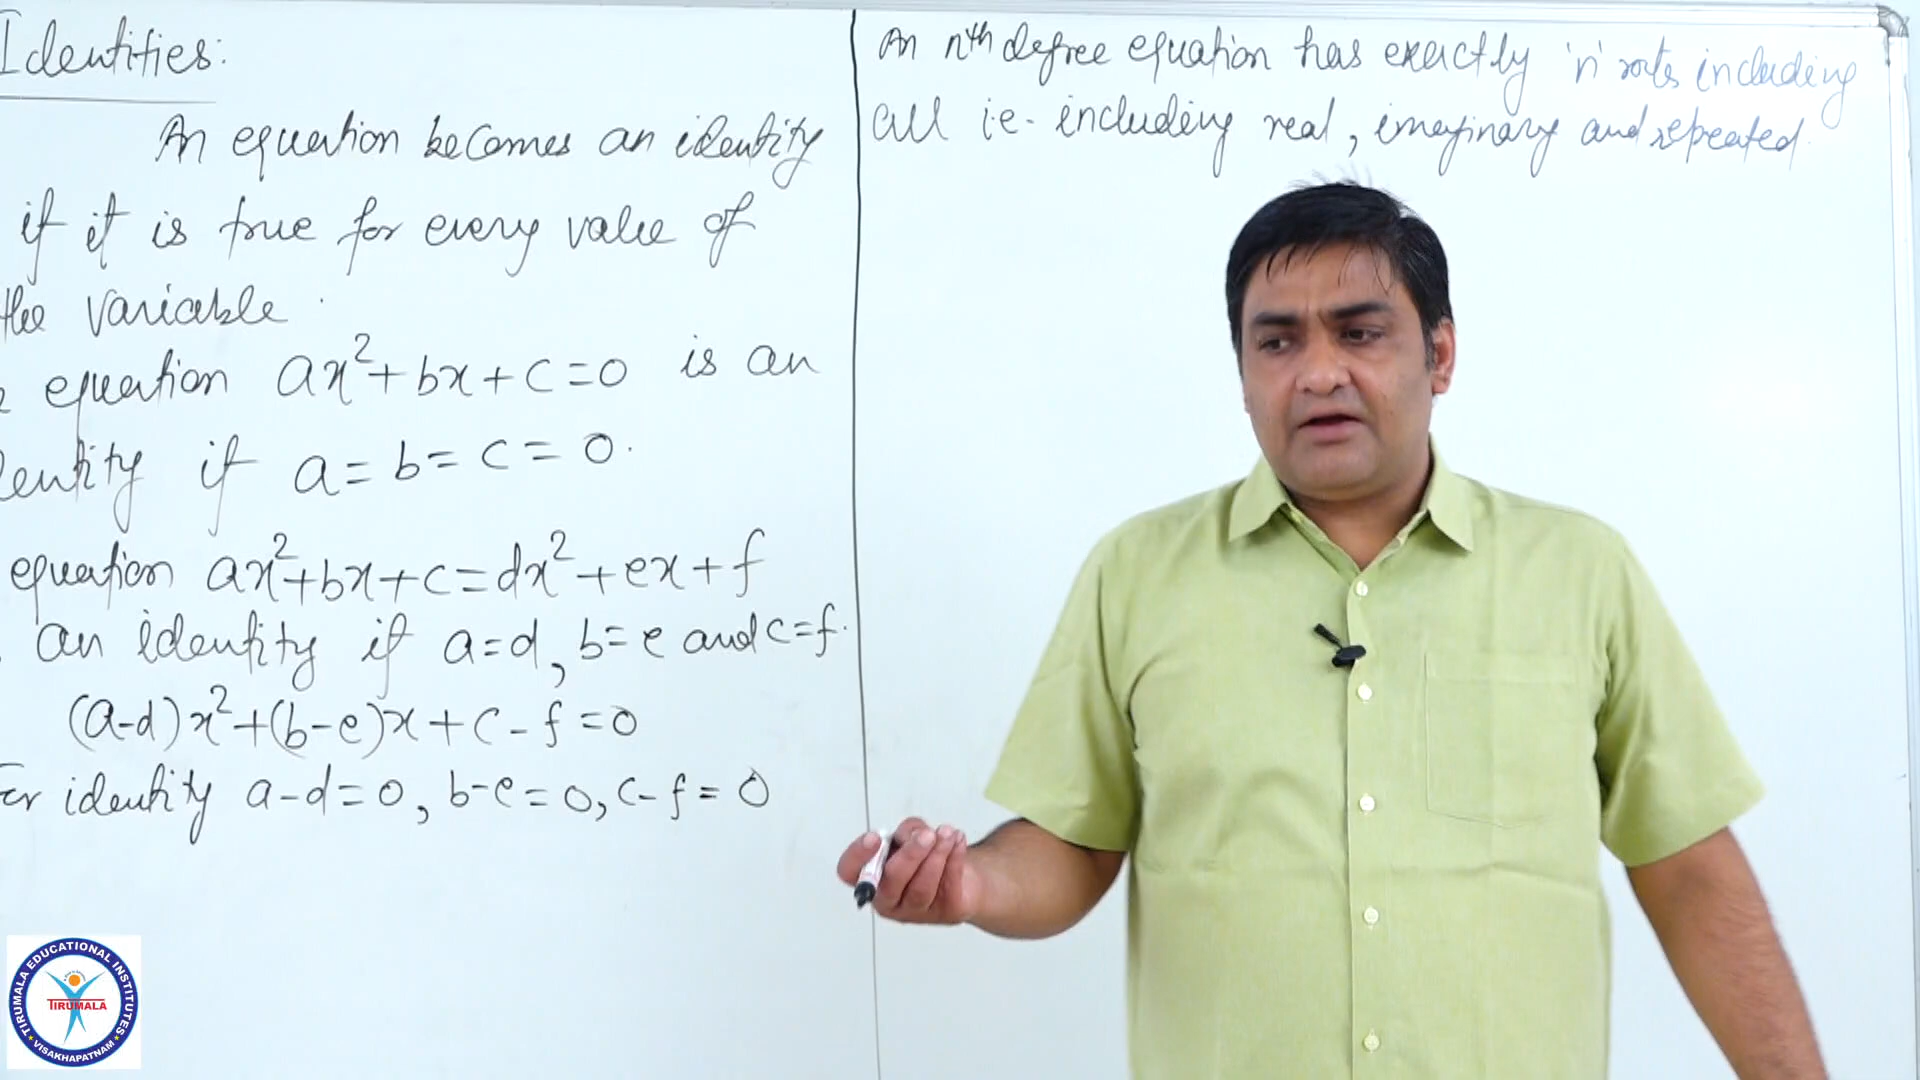 Identities:
An equation becomes an identity
if it is true for every value of
the variable.
equation ax²+bx+c=0 is an
entity if a=b=c=0.
equation ax²+bx+c=dx²+ex+f
an identity if a=d, b=e and c=f.
(a-d)x²+(b-e)x+c-f=0
For identity a-d=0, b-e=0, c-f=0
An nth degree equation has exactly 'n' roots including
all i.e. including real, imaginary and repeated.
TIRUMALA EDUCATIONAL INSTITUTES
TIRUMALA
VISAKHAPATNAM